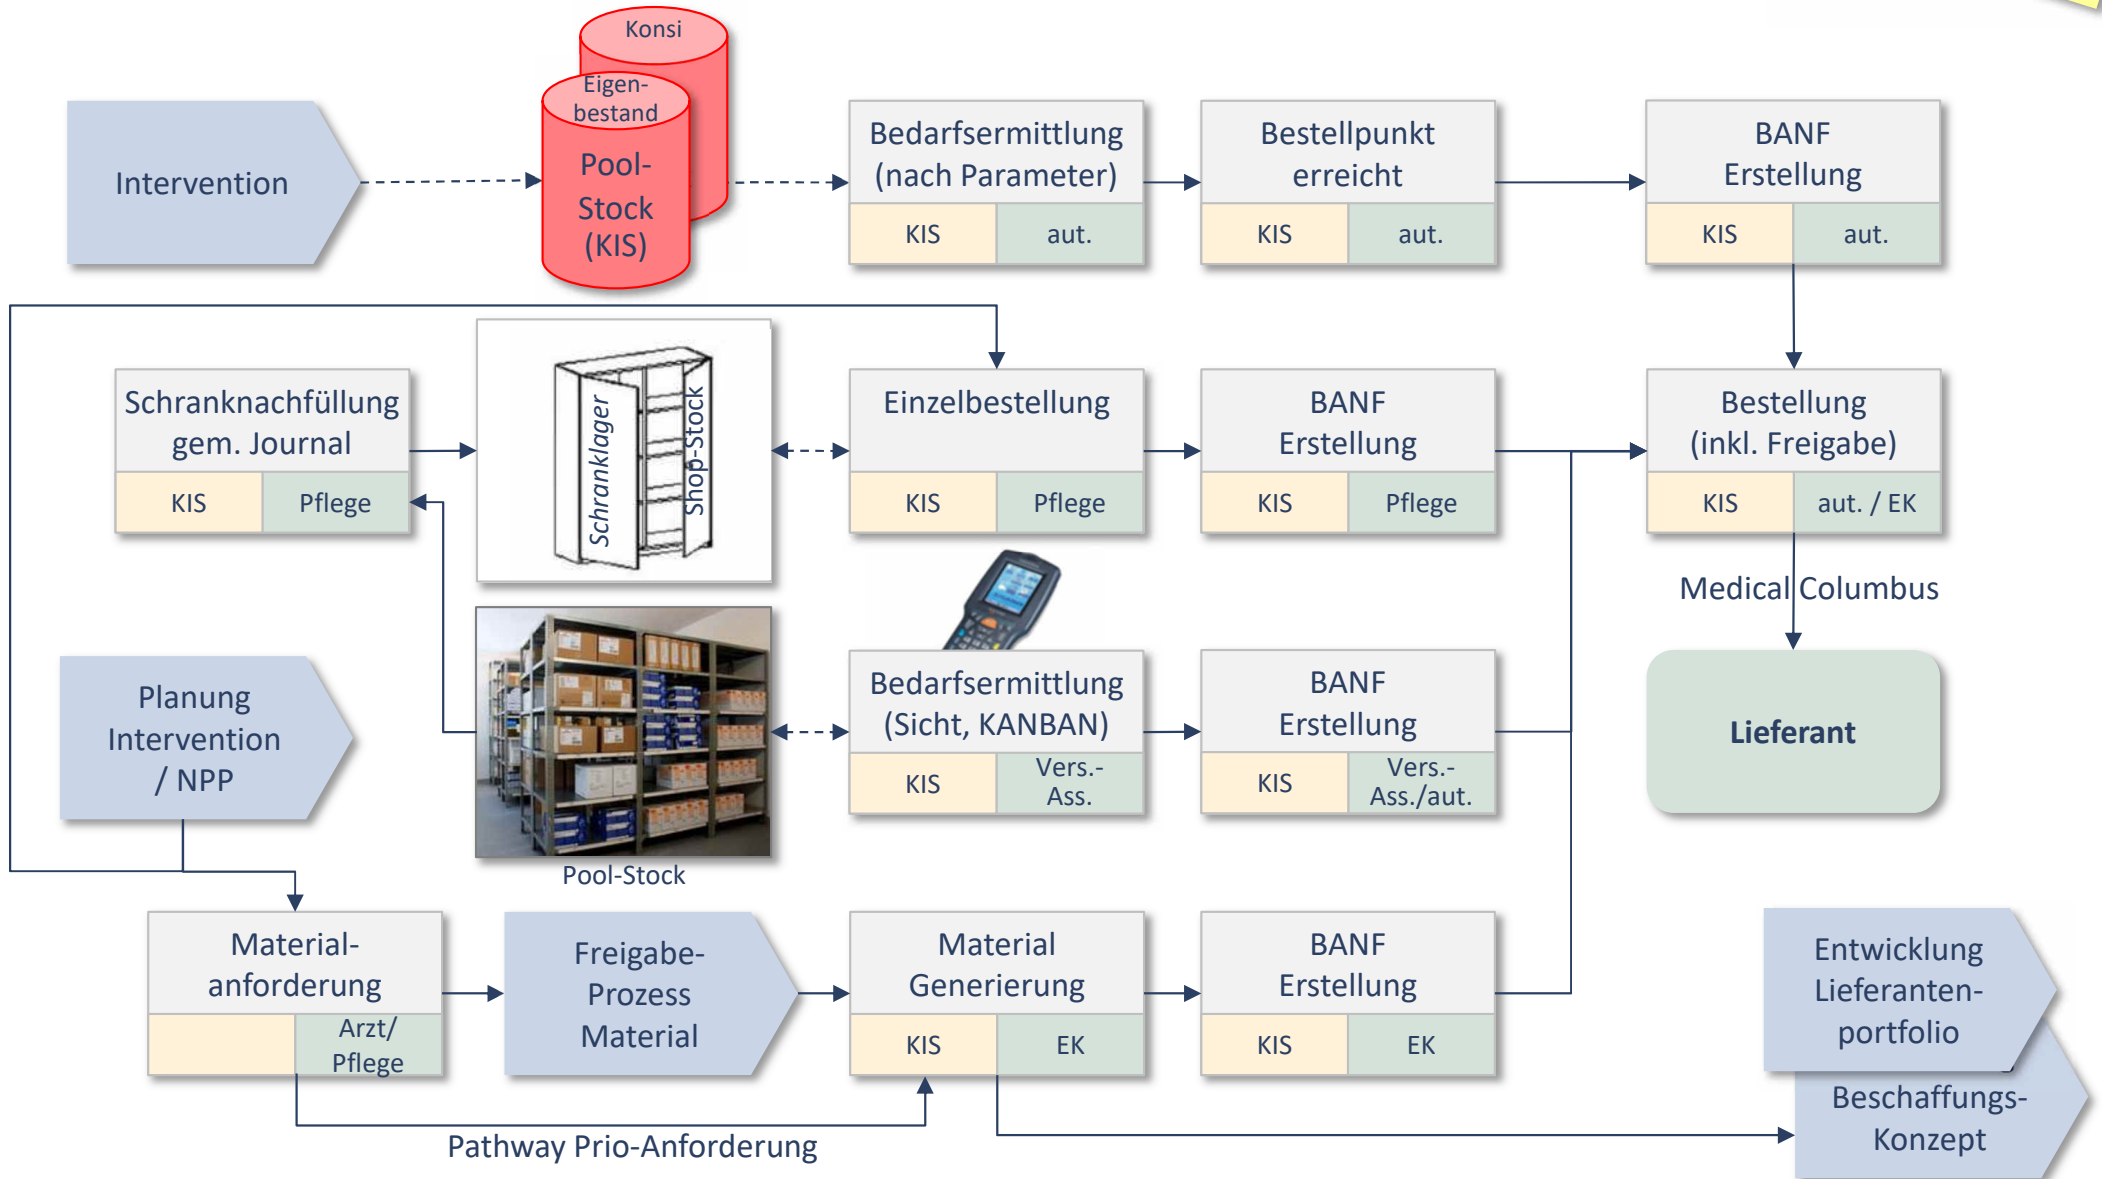 Konsi
Eigen-
bestand
Pool-
Stock
(KIS)
Intervention
Bedarfsermittlung
(nach Parameter)
KIS
aut.
Bestellpunkt
erreicht
KIS
aut.
BANF
Erstellung
KIS
aut.
Schranknachfüllung
gem. Journal
KIS
Pflege
Schranklager
Shop-Stock
Einzelbestellung
KIS
Pflege
BANF
Erstellung
KIS
Pflege
Bestellung
(inkl. Freigabe)
KIS
aut. / EK
Medical Columbus
Planung
Intervention
/ NPP
Pool-Stock
Bedarfsermittlung
(Sicht, KANBAN)
KIS
Vers.-
Ass.
BANF
Erstellung
KIS
Vers.-
Ass./aut.
Lieferant
Material-
anforderung
Arzt/
Pflege
Freigabe-
Prozess
Material
Material
Generierung
KIS
EK
BANF
Erstellung
KIS
EK
Entwicklung
Lieferanten-
portfolio
Beschaffungs-
Konzept
Pathway Prio-Anforderung